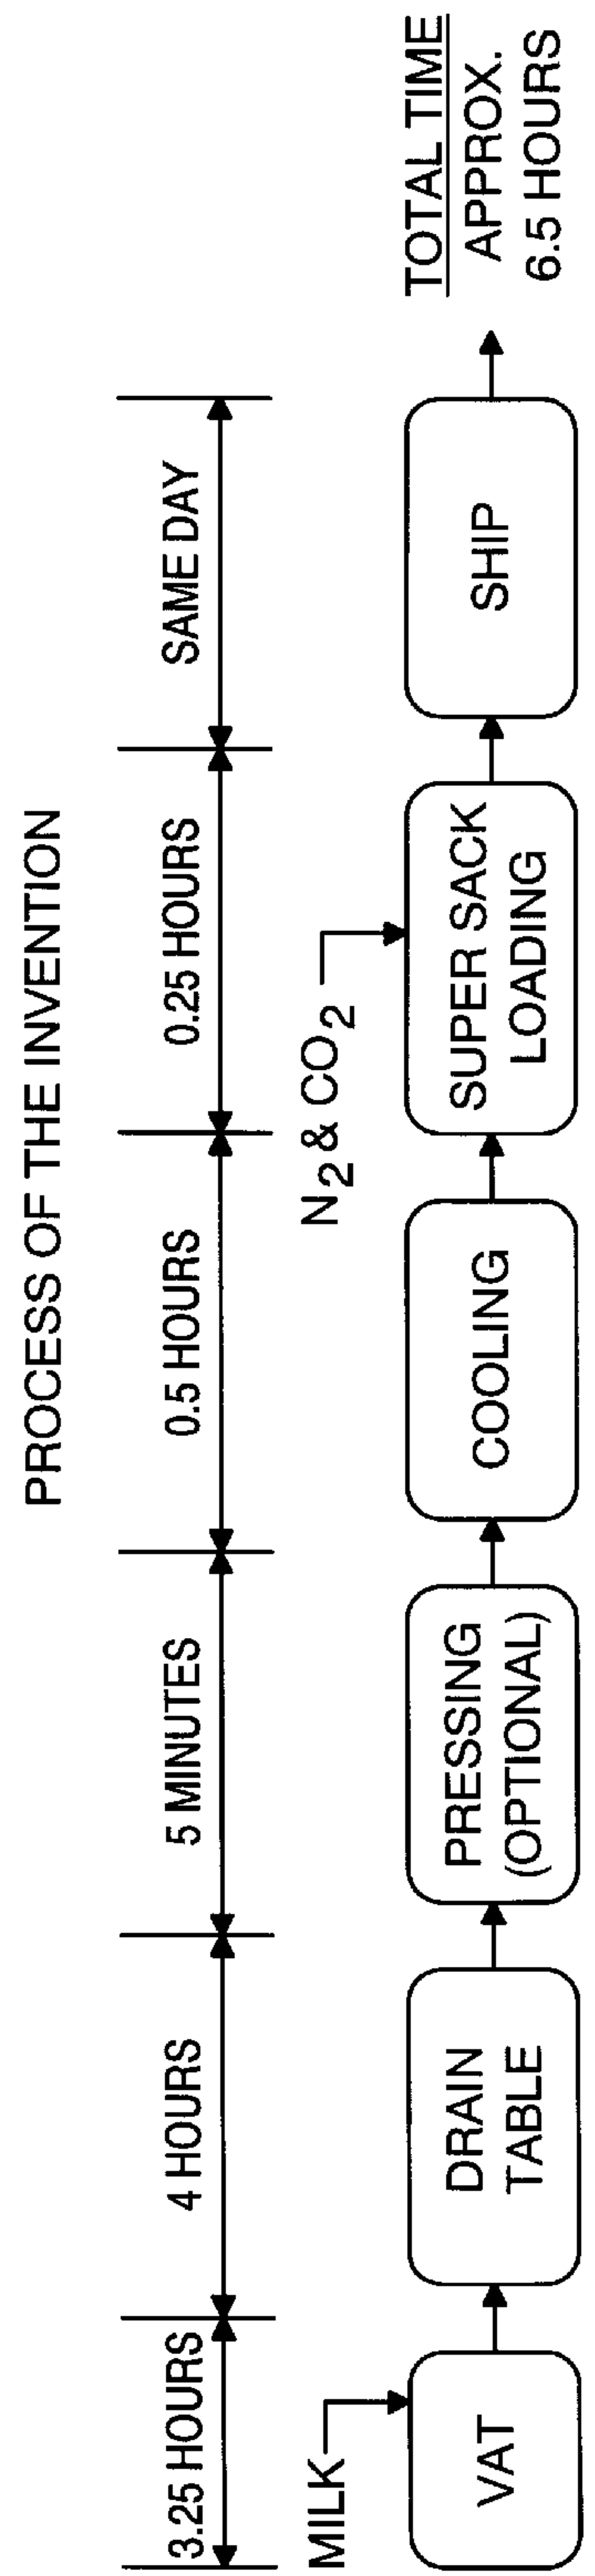 PROCESS OF THE INVENTION
3.25 HOURS
4 HOURS
5 MINUTES
0.5 HOURS
0.25 HOURS
SAME DAY
MILK
N2 & CO2
VAT
DRAIN
TABLE
PRESSING
(OPTIONAL)
COOLING
SUPER SACK
LOADING
SHIP
TOTAL TIME
APPROX.
6.5 HOURS